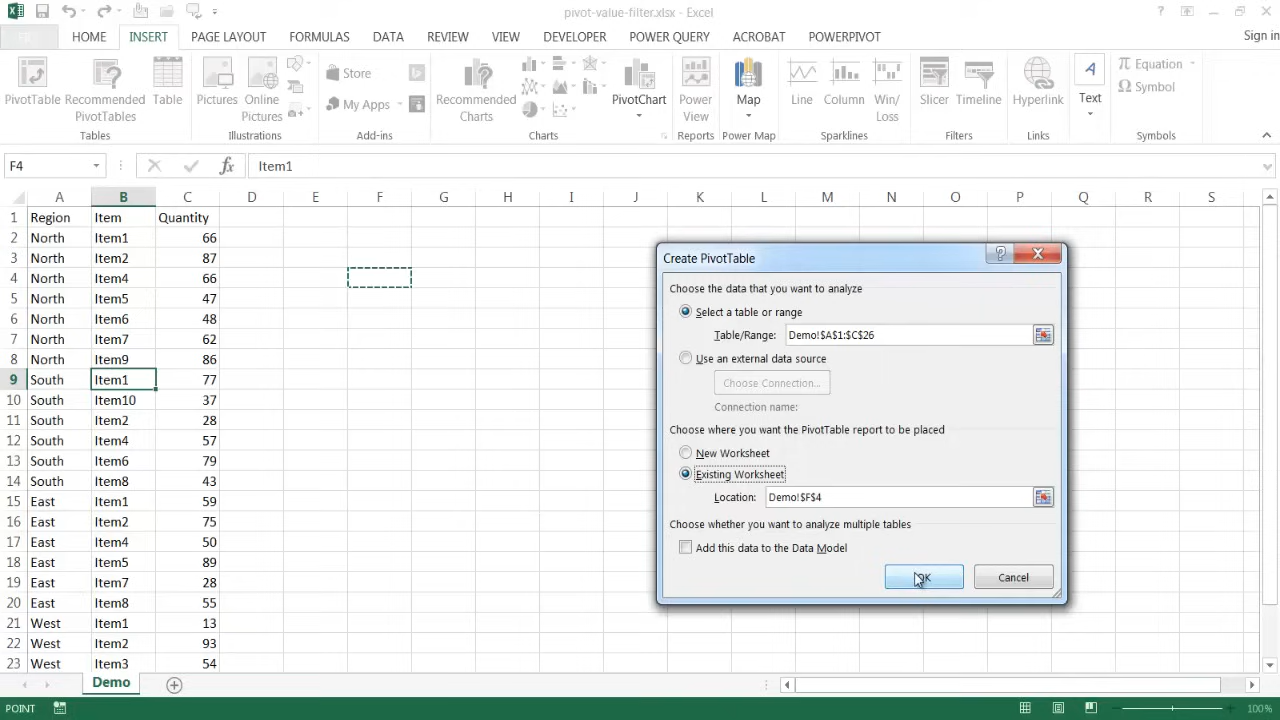 pivot-value-filter.xlsx - Excel
HOME INSERT PAGE LAYOUT FORMULAS DATA REVIEW VIEW DEVELOPER POWER QUERY ACROBAT POWERPIVOT Sign in
PivotTable Recommended PivotTables Table Pictures Online Pictures Store My Apps Recommended Charts PivotChart Power View Map Line Column Win/ Loss Slicer Timeline Hyperlink Text Equation Symbol
Tables Illustrations Add-ins Charts Reports Power Map Sparklines Filters Links Symbols
F4 fx Item1
A B C D E F G H I J K L M N O P Q R S
1 Region Item Quantity
2 North Item1 66
3 North Item2 87
4 North Item4 66
5 North Item5 47
6 North Item6 48
7 North Item7 62
8 North Item9 86
9 South Item1 77
10 South Item10 37
11 South Item2 28
12 South Item4 57
13 South Item6 79
14 South Item8 43
15 East Item1 59
16 East Item2 75
17 East Item4 50
18 East Item5 89
19 East Item7 28
20 East Item8 55
21 West Item1 13
22 West Item2 93
23 West Item3 54
Create PivotTable
Choose the data that you want to analyze
Select a table or range
Table/Range: Demo!$A$1:$C$26
Use an external data source
Choose Connection...
Connection name:
Choose where you want the PivotTable report to be placed
New Worksheet
Existing Worksheet
Location: Demo!$F$4
Choose whether you want to analyze multiple tables
Add this data to the Data Model
OK Cancel
Demo
POINT 100%